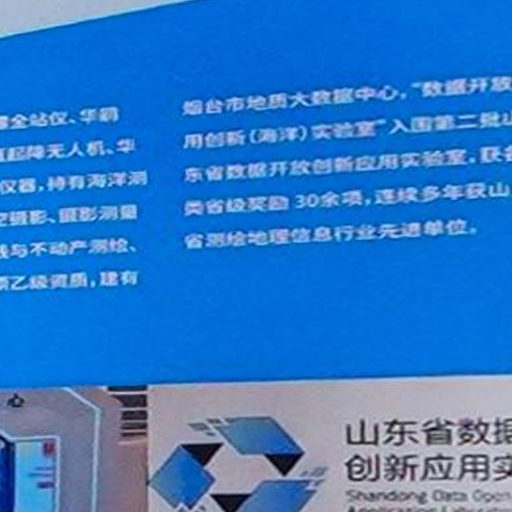 全站仪、华鹞
起降无人机、华
仪器，持有海洋测
摄影、摄影测量
与不动产测绘、
乙级资质，建有
烟台市地质大数据中心，“数据开放
用创新（海洋）实验室”入围第二批山
东省数据开放创新应用实验室，获
类省级奖励 30余项，连续多年获山
省测绘地理信息行业先进单位。
心
山东省数据
创新应用实
Shandong Data Open